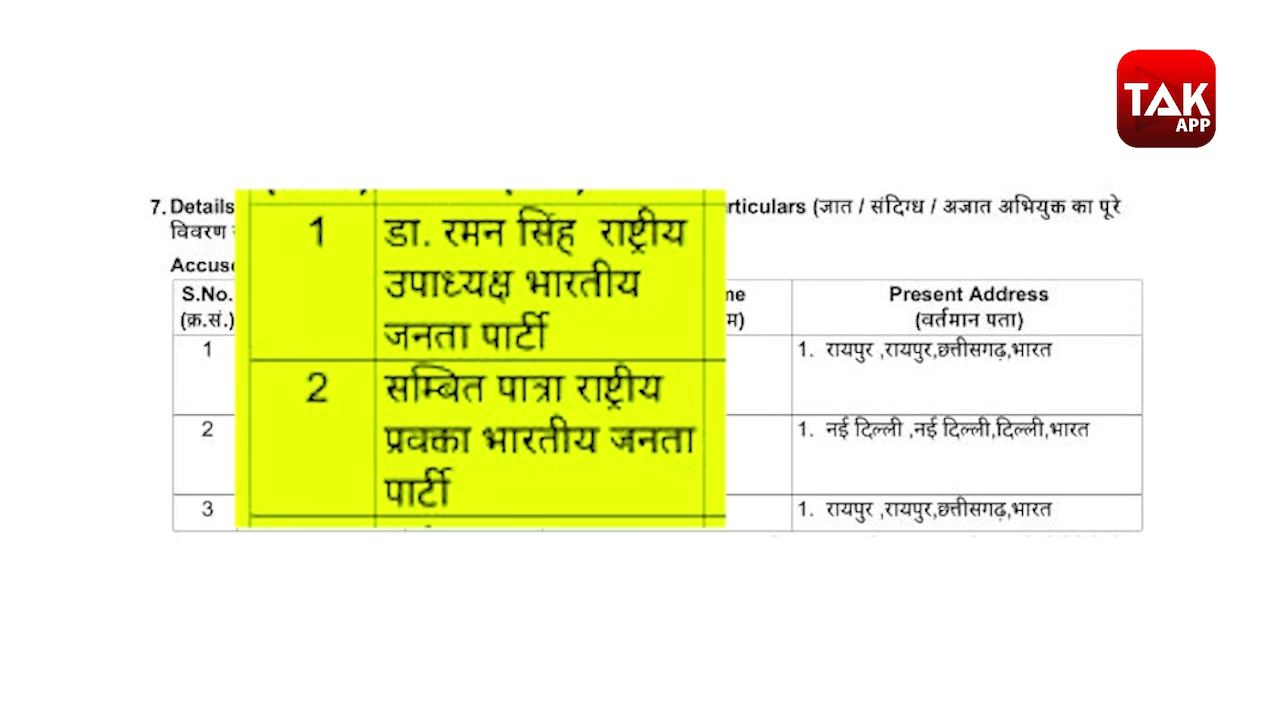 TAK
APP
7. Details rticulars (ज्ञात / संदिग्ध / अज्ञात अभियुक्त का पूरे
विवरण
S.No. Present Address
(क्र.सं.) (वर्तमान पता)
1 1. रायपुर ,रायपुर,छत्तीसगढ़,भारत
2 1. नई दिल्ली ,नई दिल्ली,दिल्ली,भारत
3 1. रायपुर ,रायपुर,छत्तीसगढ़,भारत
1 डा. रमन सिंह राष्ट्रीय
उपाध्यक्ष भारतीय
जनता पार्टी
2 सम्बित पात्रा राष्ट्रीय
प्रवक्ता भारतीय जनता
पार्टी